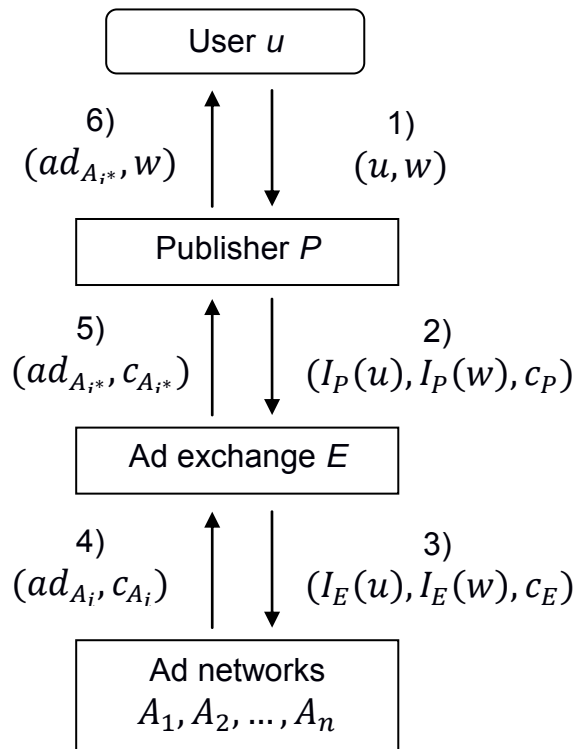 User u
6)
1)
(ad_{A_{i*}}, w)
(u, w)
Publisher P
5)
2)
(ad_{A_{i*}}, c_{A_{i*}})
(I_P(u), I_P(w), c_P)
Ad exchange E
4)
3)
(ad_{A_i}, c_{A_i})
(I_E(u), I_E(w), c_E)
Ad networks
A_1, A_2, ..., A_n